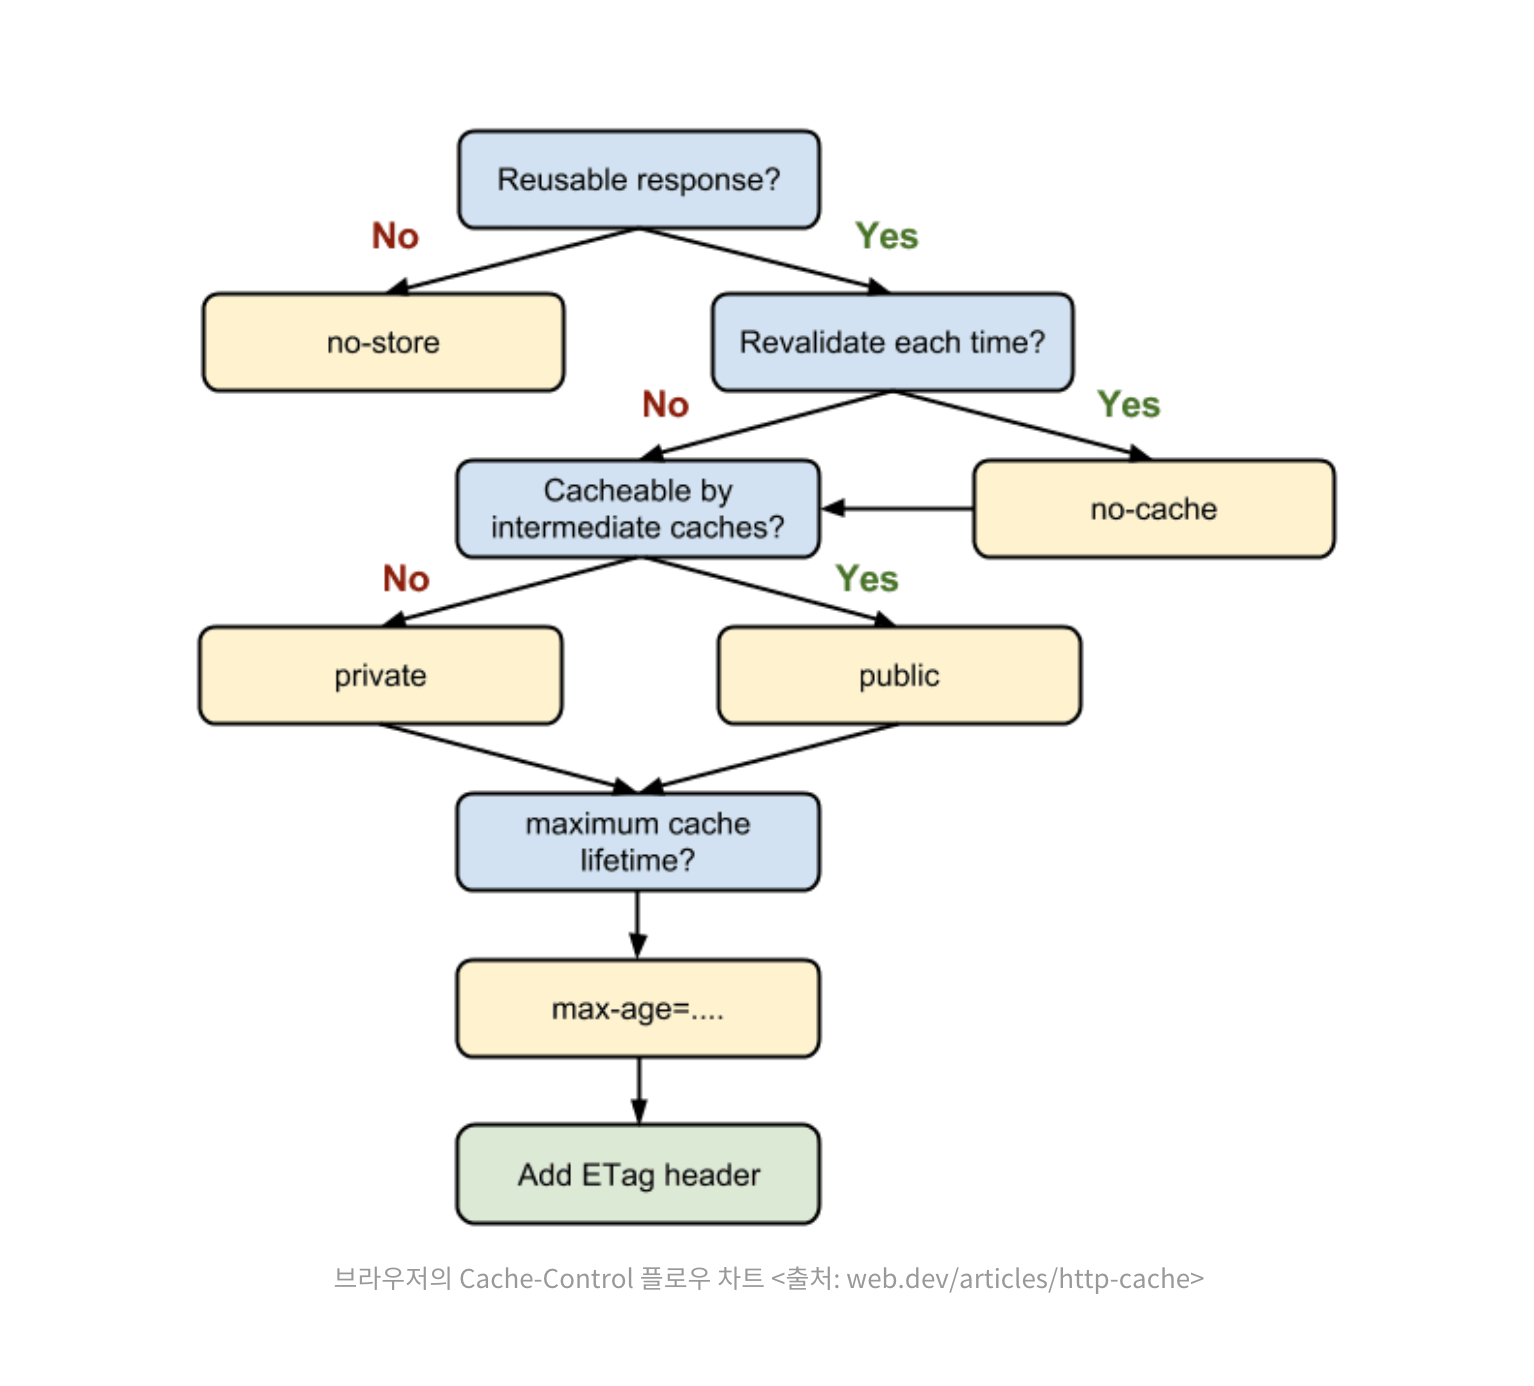 Reusable response?
No
Yes
no-store
Revalidate each time?
No
Yes
Cacheable by
intermediate caches?
no-cache
No
Yes
private
public
maximum cache
lifetime?
max-age=....
Add ETag header
브라우저의 Cache-Control 플로우 차트 <출처: web.dev/articles/http-cache>